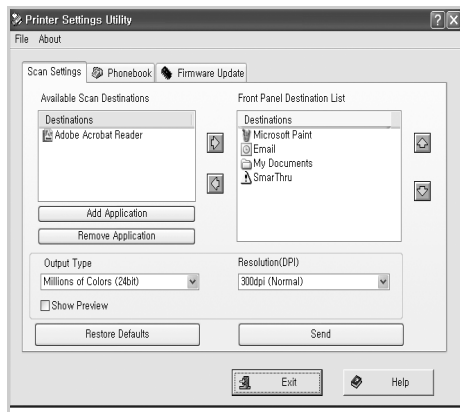 Printer Settings Utility
File About
Scan Settings Phonebook Firmware Update
Available Scan Destinations
Destinations
Adobe Acrobat Reader
Add Application
Remove Application
Front Panel Destination List
Destinations
Microsoft Paint
Email
My Documents
SmarThru
Output Type
Millions of Colors (24bit)
Show Preview
Resolution(DPI)
300dpi (Normal)
Restore Defaults
Send
Exit
Help